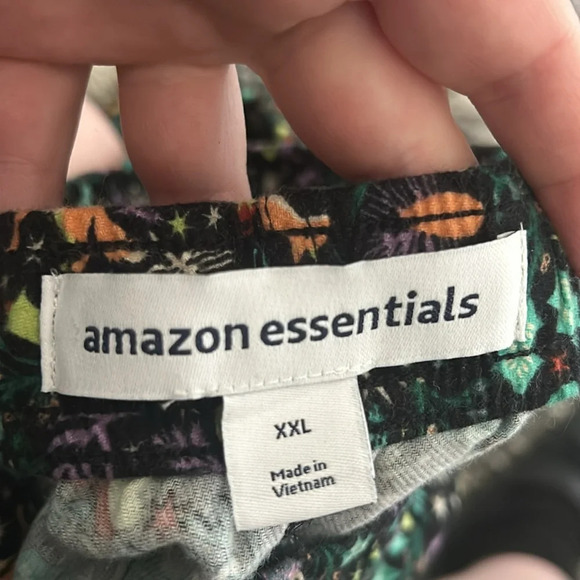 amazon essentials
XXL
Made in
Vietnam